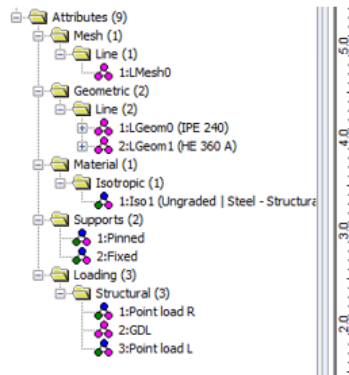 Attributes (9)
Mesh (1)
Line (1)
1:LMesh0
Geometric (2)
Line (2)
1:LGeom0 (IPE 240)
2:LGeom1 (HE 360 A)
Material (1)
Isotropic (1)
1:Iso1 (Ungraded | Steel - Structura
Supports (2)
1:Pinned
2:Fixed
Loading (3)
Structural (3)
1:Point load R
2:GDL
3:Point load L
5.0
4.0
3.0
2.0